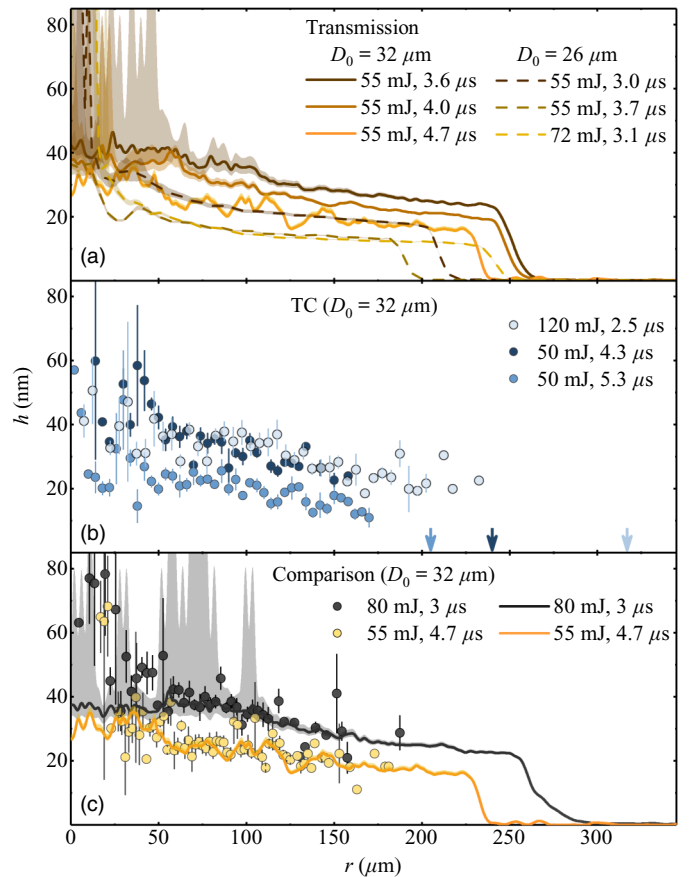 80
60
40
20
(a)
Transmission
D₀ = 32 μm
D₀ = 26 μm
55 mJ, 3.6 μs
55 mJ, 3.0 μs
55 mJ, 4.0 μs
55 mJ, 3.7 μs
55 mJ, 4.7 μs
72 mJ, 3.1 μs
80
60
40
20
h (nm)
(b)
TC (D₀ = 32 μm)
120 mJ, 2.5 μs
50 mJ, 4.3 μs
50 mJ, 5.3 μs
80
60
40
20
(c)
Comparison (D₀ = 32 μm)
80 mJ, 3 μs
80 mJ, 3 μs
55 mJ, 4.7 μs
55 mJ, 4.7 μs
0 50 100 150 200 250 300
r (μm)